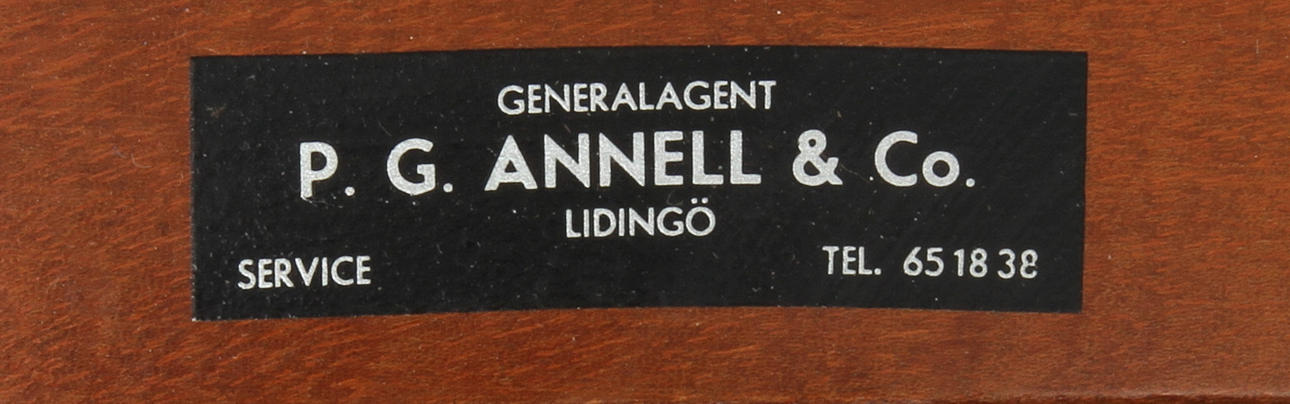 GENERALAGENT
P. G. ANNELL & Co.
LIDINGÖ
SERVICE TEL. 65 18 38